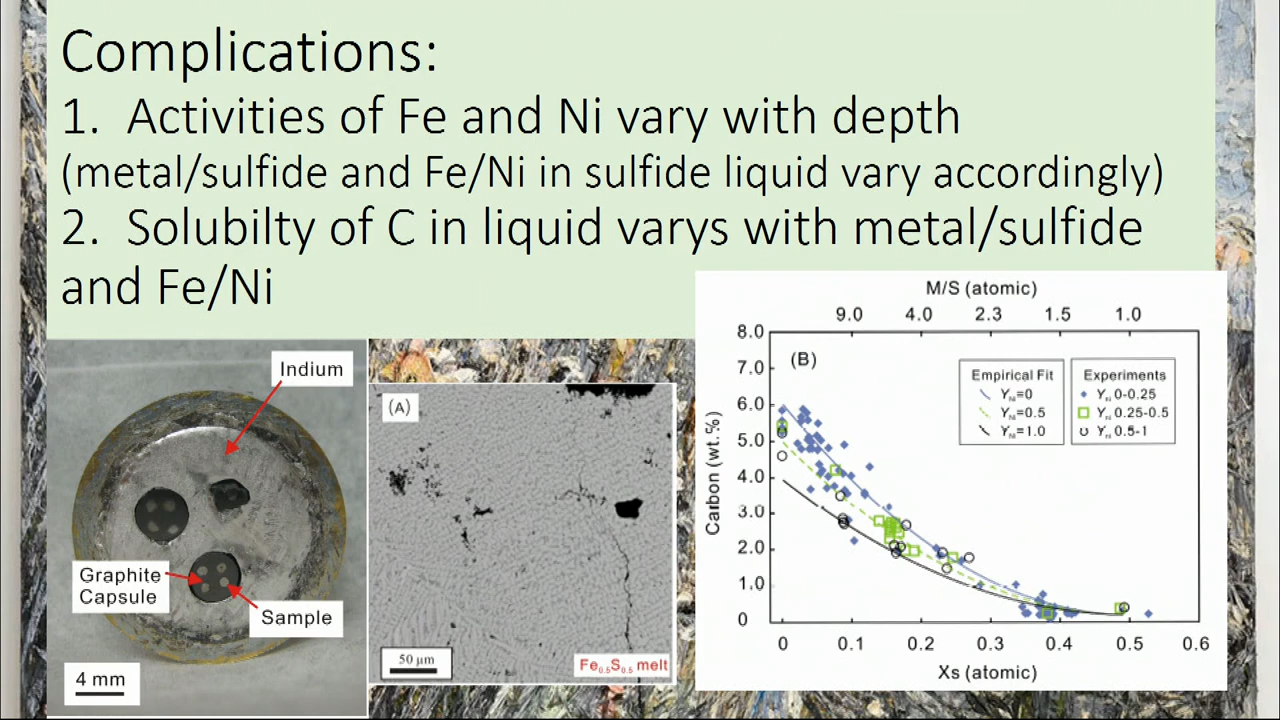 Complications:
1. Activities of Fe and Ni vary with depth
(metal/sulfide and Fe/Ni in sulfide liquid vary accordingly)
2. Solubilty of C in liquid varys with metal/sulfide
and Fe/Ni
Indium
Graphite
Capsule
Sample
4 mm
(A)
50 μm
Fe0.5S0.5 melt
M/S (atomic)
9.0 4.0 2.3 1.5 1.0
(B)
Empirical Fit
YNi=0
YNi=0.5
YNi=1.0
Experiments
YNi 0-0.25
YNi 0.25-0.5
YNi 0.5-1
Carbon (wt.%)
8.0
7.0
6.0
5.0
4.0
3.0
2.0
1.0
0
0 0.1 0.2 0.3 0.4 0.5 0.6
Xs (atomic)